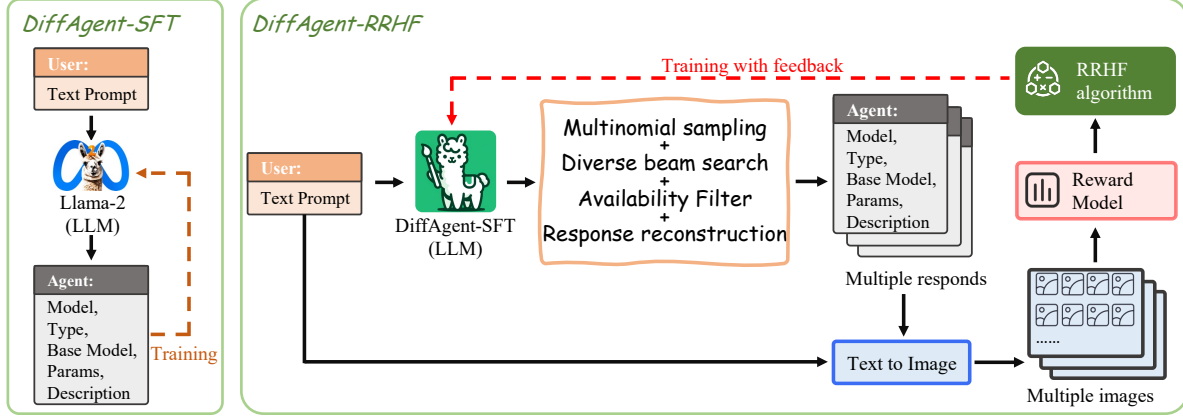 DiffAgent-SFT
User:
Text Prompt
Llama-2
(LLM)
Agent:
Model,
Type,
Base Model,
Params,
Description
Training
DiffAgent-RRHF
Training with feedback
User:
Text Prompt
DiffAgent-SFT
(LLM)
Multinomial sampling
+
Diverse beam search
+
Availability Filter
+
Response reconstruction
Agent:
Model,
Type,
Base Model,
Params,
Description
Multiple responds
Text to Image
......
Multiple images
Reward
Model
RRHF
algorithm